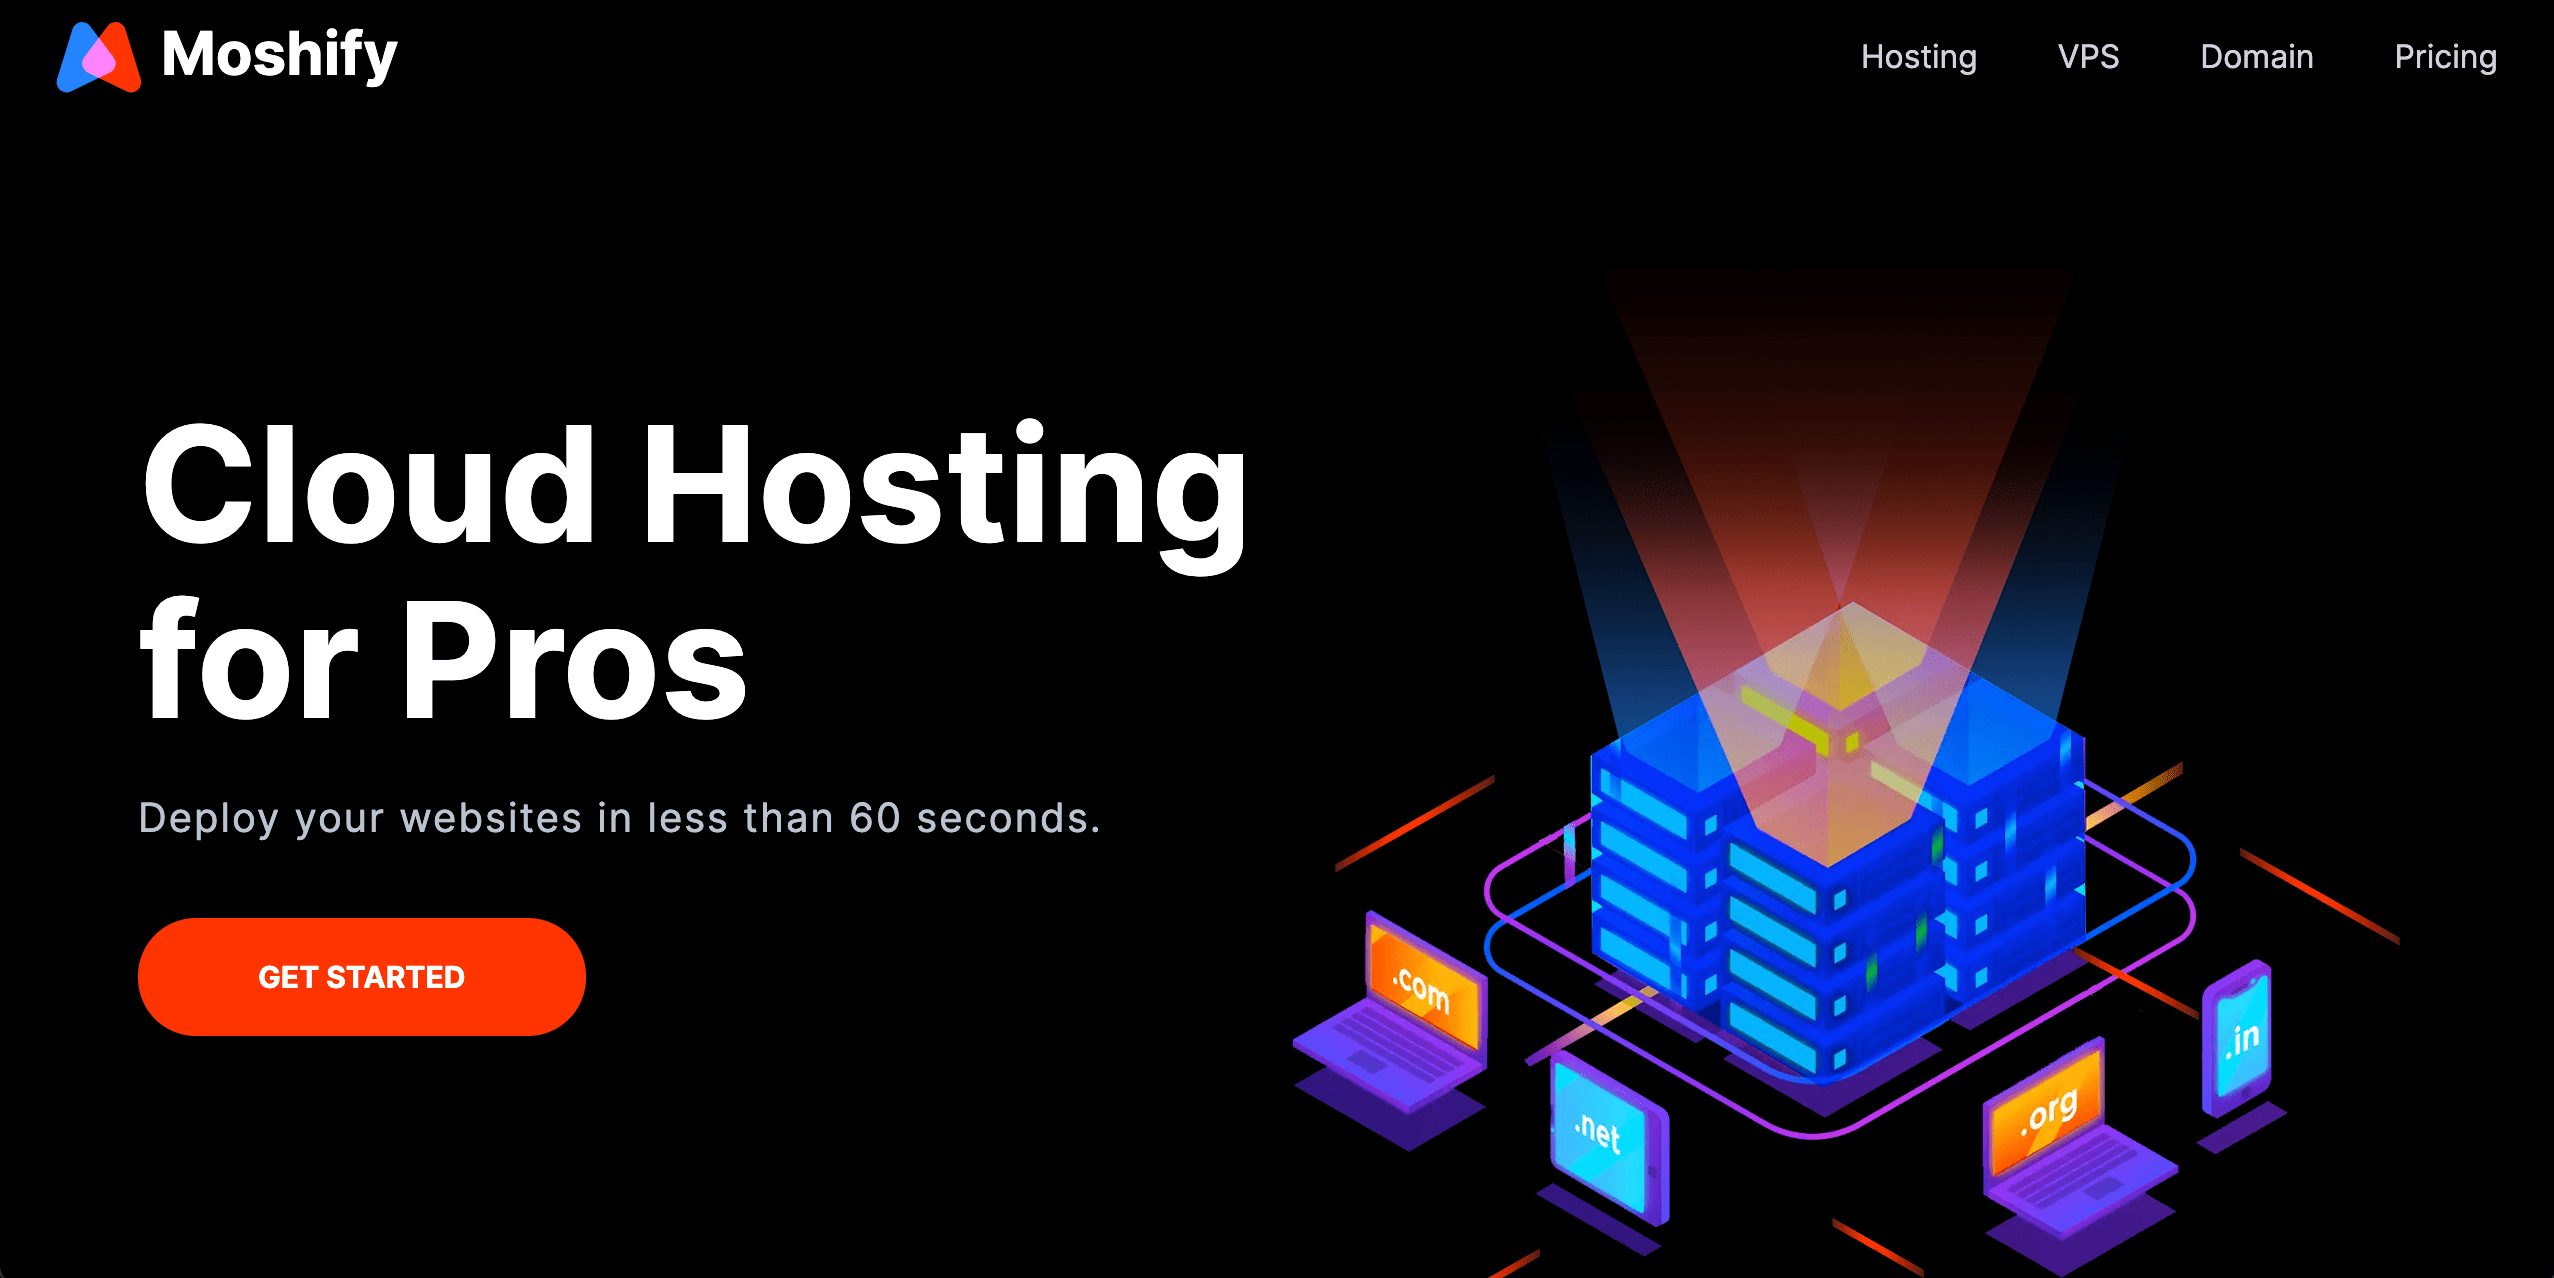 Moshify
Hosting
VPS
Domain
Pricing
Cloud Hosting
for Pros
Deploy your websites in less than 60 seconds.
GET STARTED
.com
.net
.org
.in